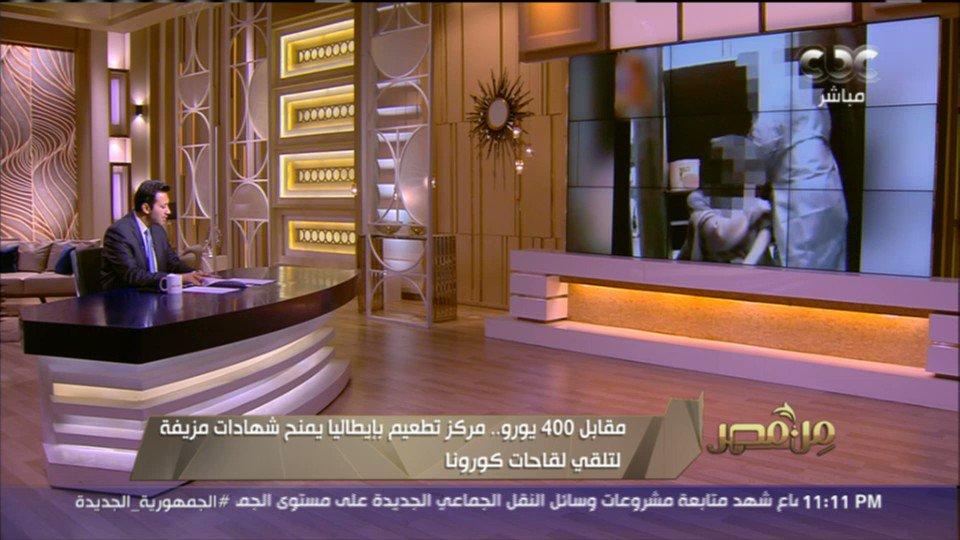 CBC
مباشر
مقابل 400 يورو.. مركز تطعيم بإيطاليا يمنح شهادات مزيفة
لتلقي لقاحات كورونا
من مصر
11:11 PM
اع شهد متابعة مشروعات وسائل النقل الجماعي الجديدة على مستوى الجم
#الجمهورية_الجديدة